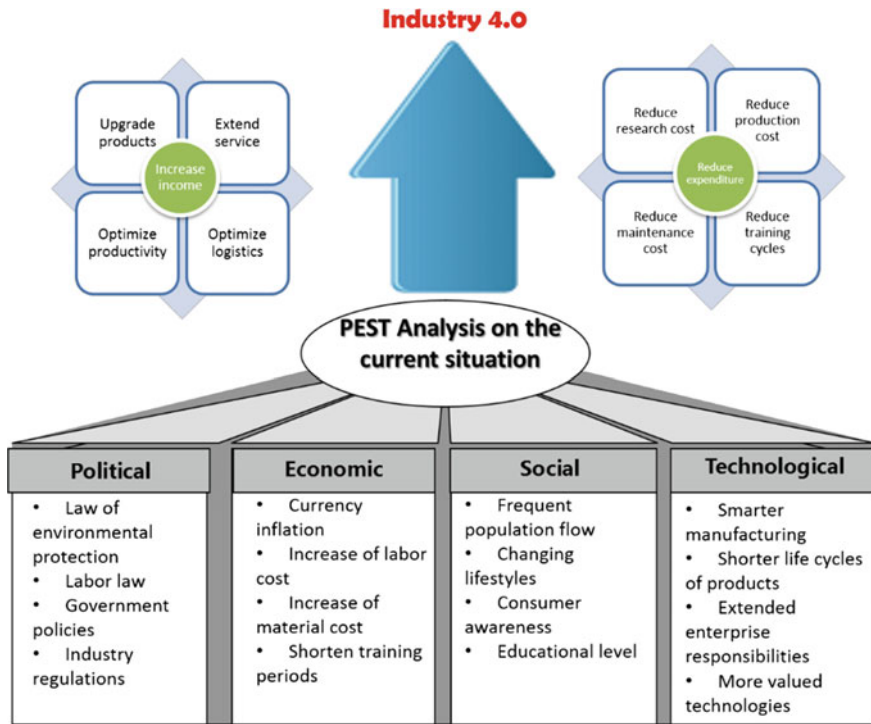 Industry 4.0
Upgrade
products
Extend
service
Increase
income
Optimize
productivity
Optimize
logistics
Reduce
research cost
Reduce
production
cost
Reduce
expenditure
Reduce
maintenance
cost
Reduce
training
cycles
PEST Analysis on the
current situation
Political
• Law of
environmental
protection
• Labor law
• Government
policies
• Industry
regulations
Economic
• Currency
inflation
• Increase of labor
cost
• Increase of
material cost
• Shorten training
periods
Social
• Frequent
population flow
• Changing
lifestyles
• Consumer
awareness
• Educational level
Technological
• Smarter
manufacturing
• Shorter life cycles
of products
• Extended
enterprise
responsibilities
• More valued
technologies